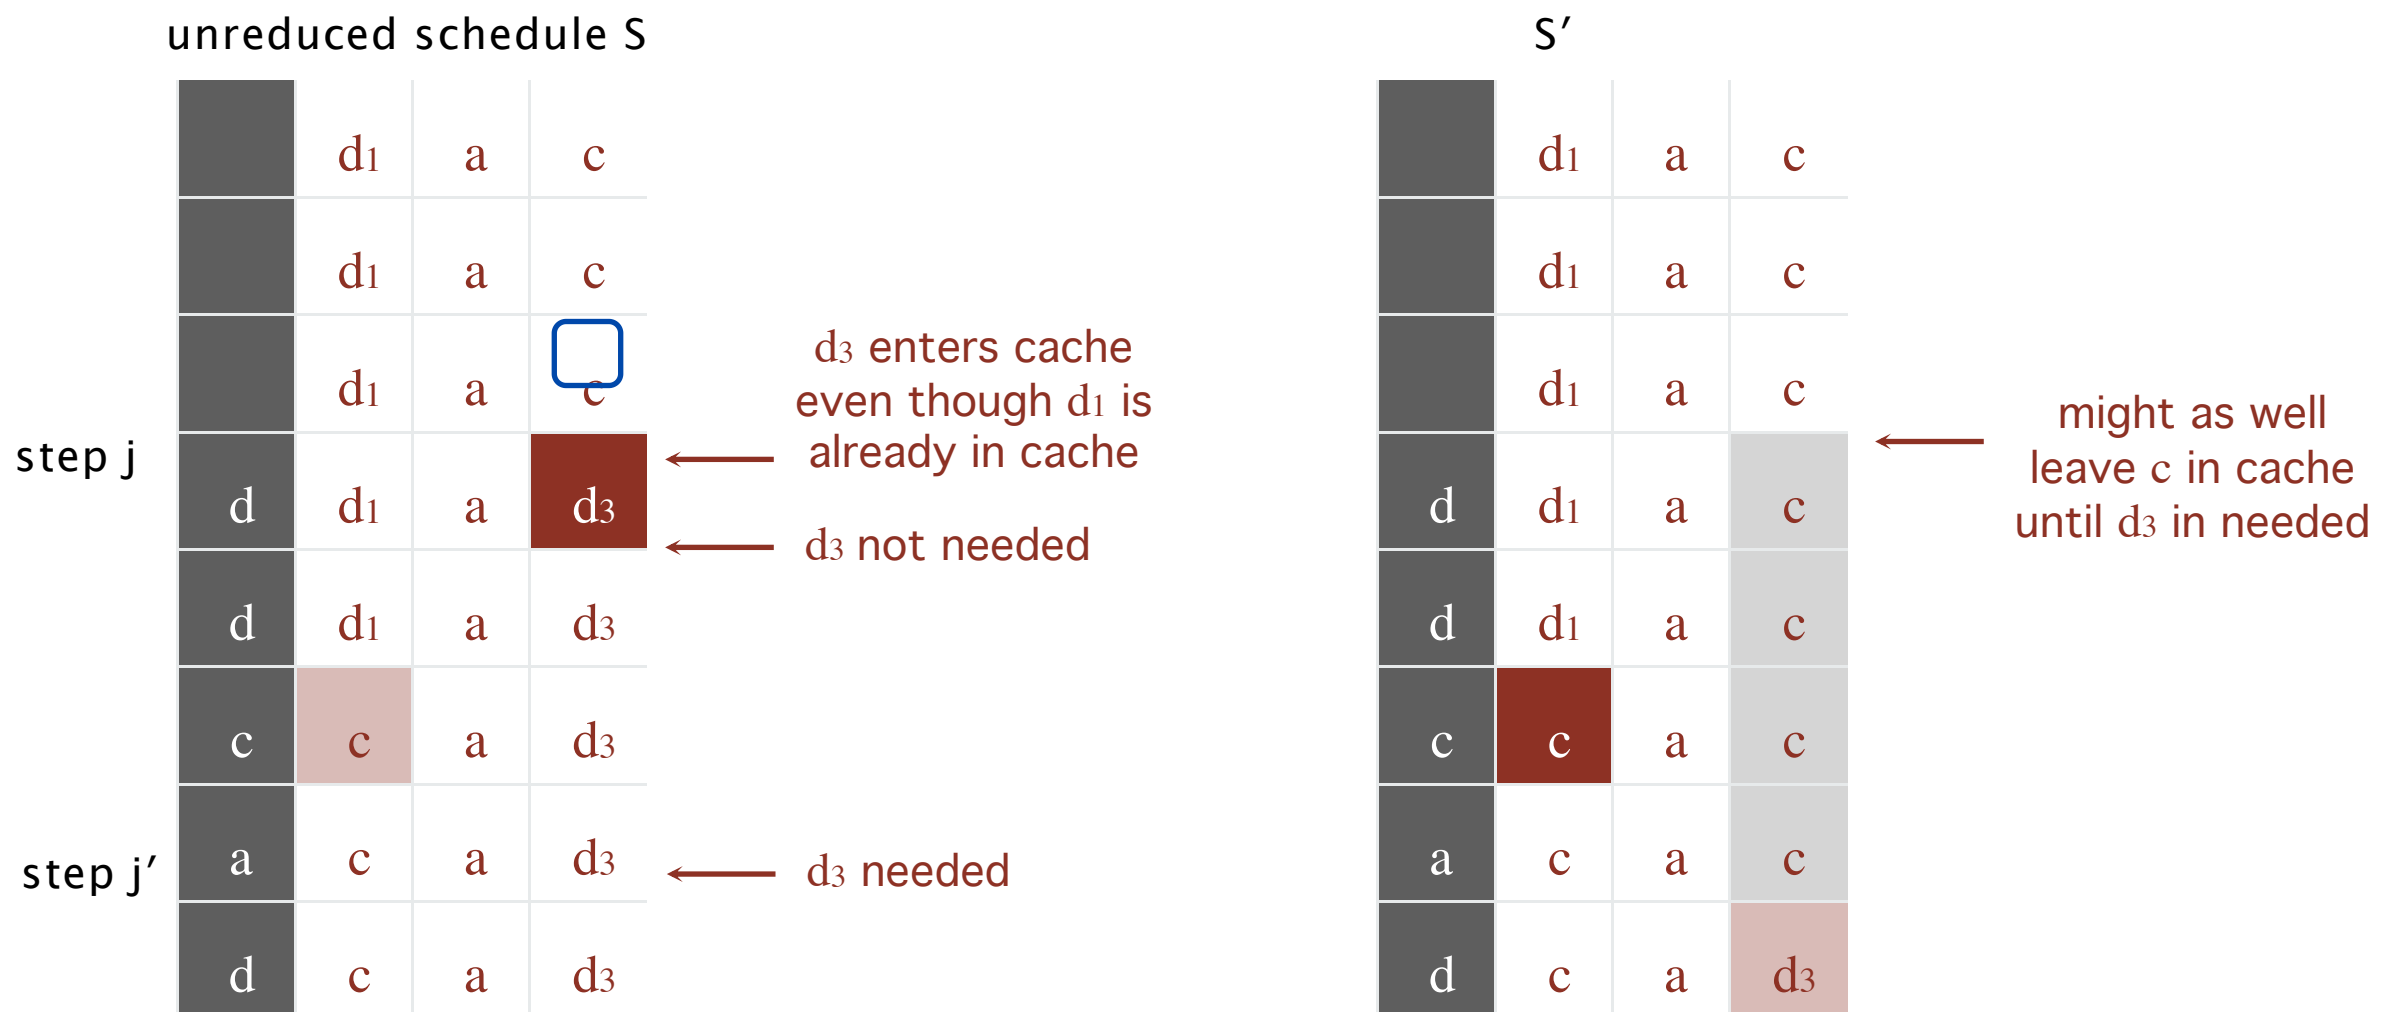 unreduced schedule S
S′
d1 a c
d1 a c
d1 a c
d1 a c
d1 a c
d1 a c
d3 enters cache
even though d1 is
already in cache
might as well
leave c in cache
until d3 in needed
step j
d d1 a d3
d d1 a c
d3 not needed
d d1 a d3
d d1 a c
c c a d3
c c a c
step j′
a c a d3
d3 needed
a c a c
d c a d3
d c a d3